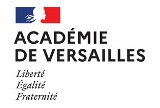 ACADÉMIE
DE VERSAILLES
Liberté
Égalité
Fraternité